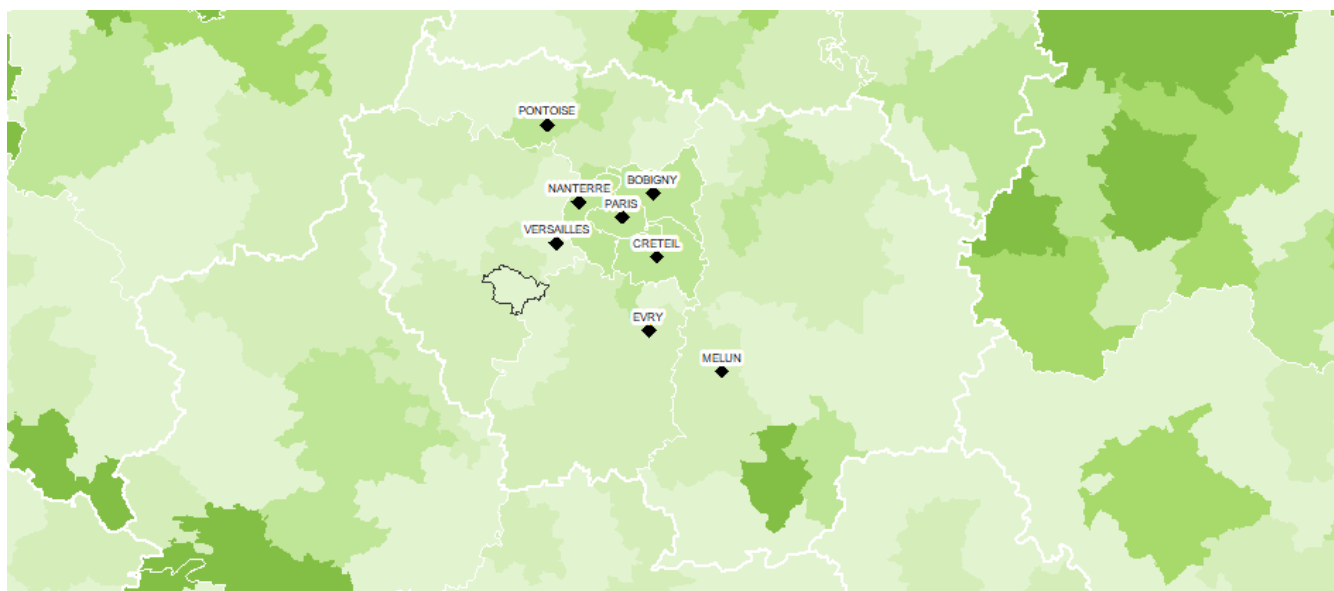 PONTOISE
BOBIGNY
NANTERRE
PARIS
VERSAILLES
CRETEIL
EVRY
MELUN